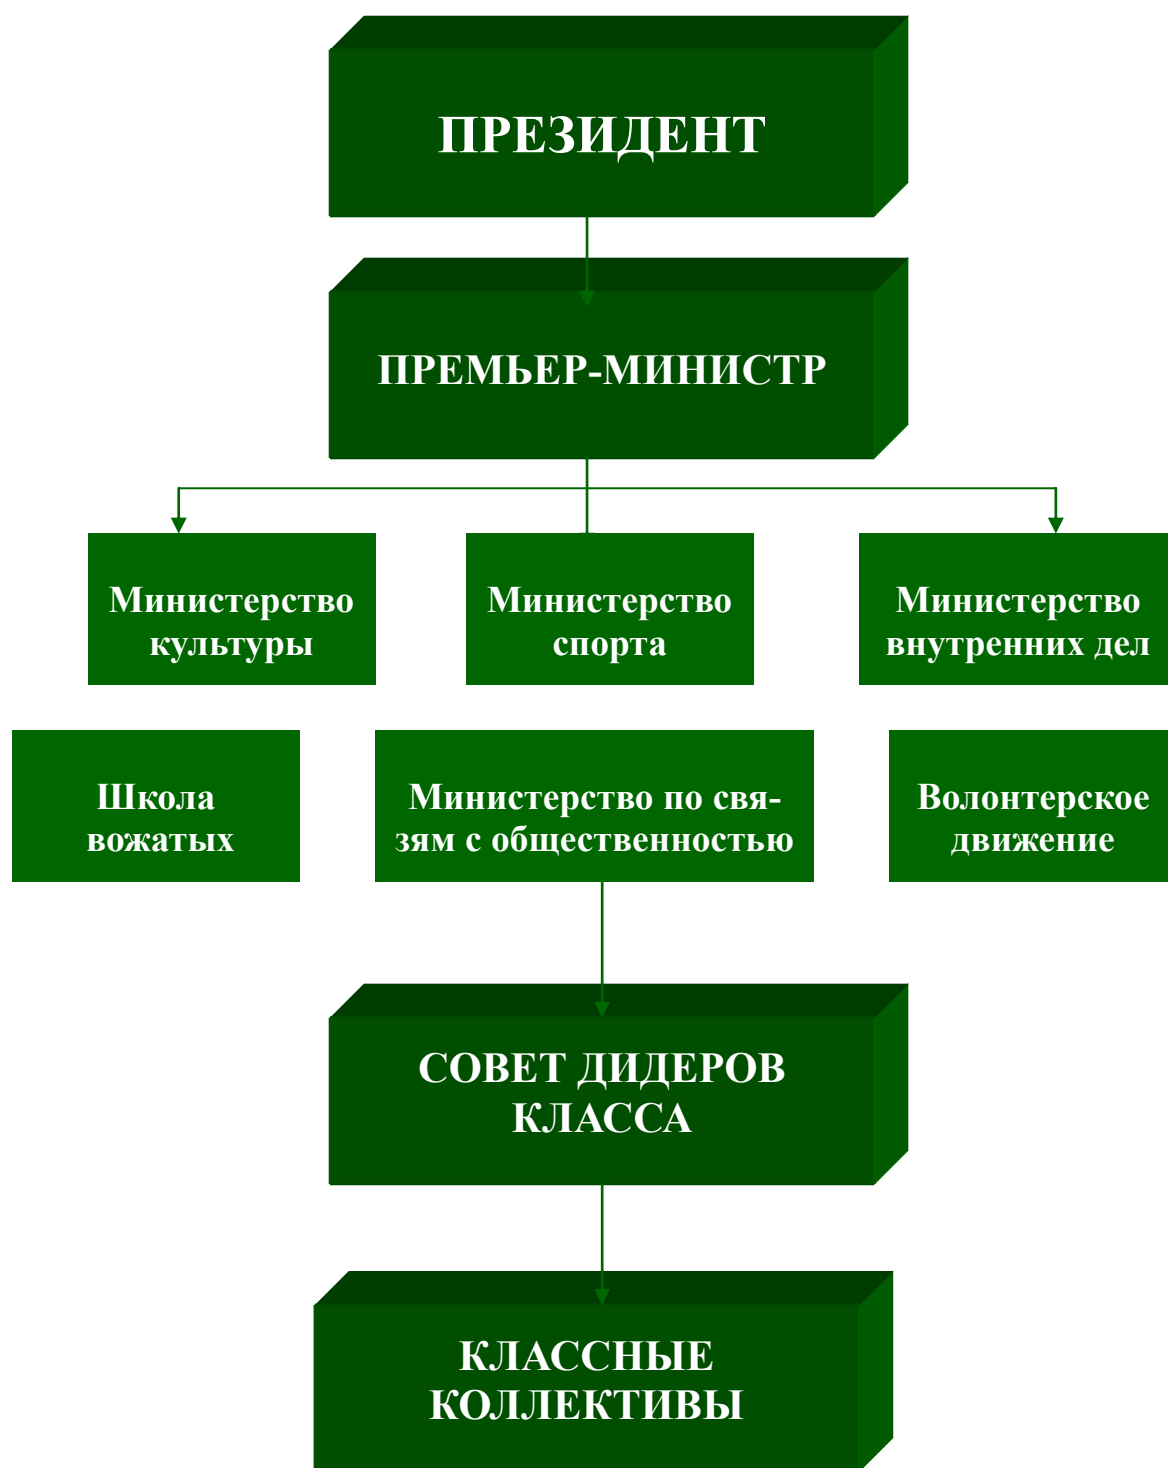 ПРЕЗИДЕНТ
ПРЕМЬЕР-МИНИСТР
Министерство
культуры
Министерство
спорта
Министерство
внутренних дел
Школа
вожатых
Министерство по свя-
зям с общественностью
Волонтерское
движение
СОВЕТ ДИДЕРОВ
КЛАССА
КЛАССНЫЕ
КОЛЛЕКТИВЫ